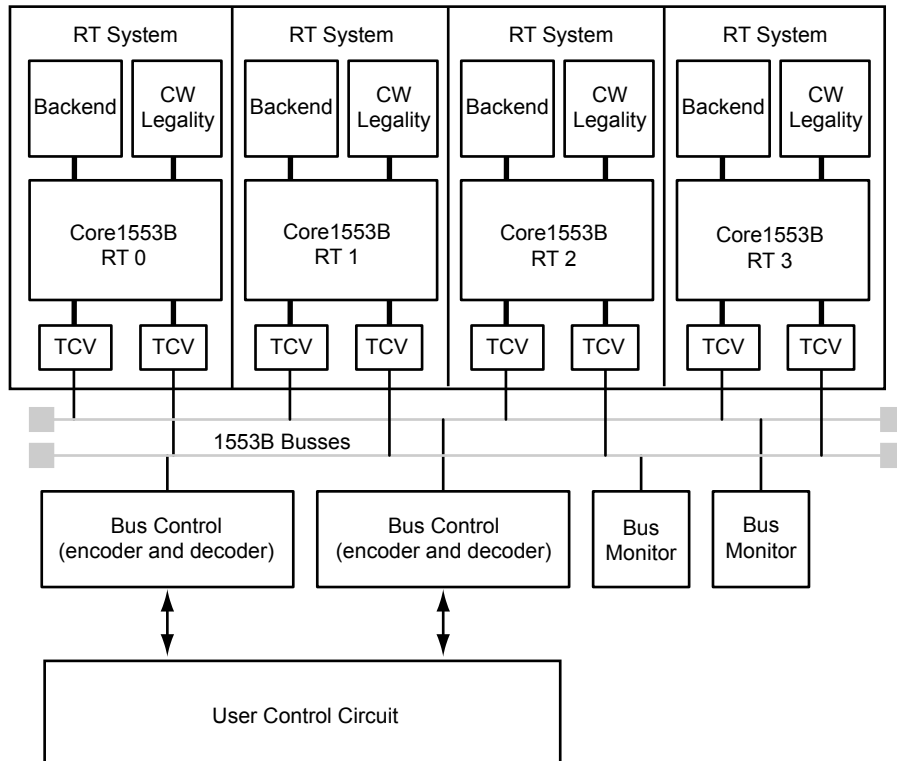 RT System
RT System
RT System
RT System
Backend
CW
Legality
Backend
CW
Legality
Backend
CW
Legality
Backend
CW
Legality
Core1553B
RT 0
Core1553B
RT 1
Core1553B
RT 2
Core1553B
RT 3
TCV
TCV
TCV
TCV
TCV
TCV
TCV
TCV
1553B Busses
Bus Control
(encoder and decoder)
Bus Control
(encoder and decoder)
Bus
Monitor
Bus
Monitor
User Control Circuit